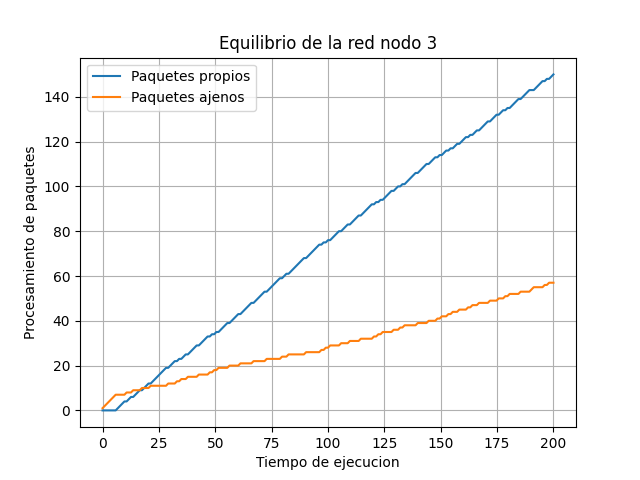 Equilibrio de la red nodo 3
Paquetes propios
Paquetes ajenos
Procesamiento de paquetes
140
120
100
80
60
40
20
0
0 25 50 75 100 125 150 175 200
Tiempo de ejecucion